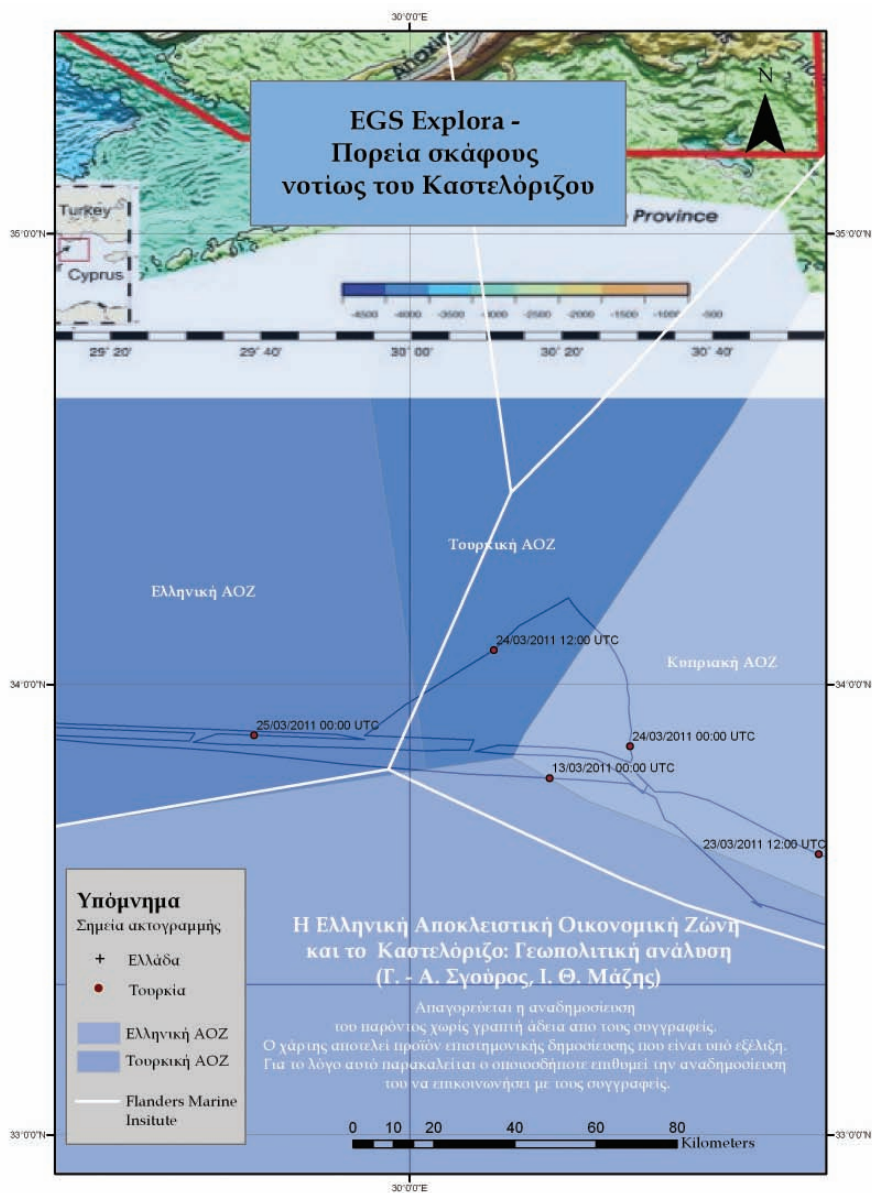 30°0'0"E
N
EGS Explora -
Πορεία σκάφους
νοτίως του Καστελόριζου
Province
Turkey
Cyprus
35°0'0"N
35°0'0"N
-4500 -4000 -3500 -3000 -2500 -2000 -1500 -1000 -500
29° 20' 29° 40' 30° 00' 30° 20' 30° 40'
Τουρκική ΑΟΖ
Ελληνική ΑΟΖ
24/03/2011 12:00 UTC
Κυπριακή ΑΟΖ
34°0'0"N
34°0'0"N
25/03/2011 00:00 UTC
24/03/2011 00:00 UTC
13/03/2011 00:00 UTC
23/03/2011 12:00 UTC
Υπόμνημα
Σημεία ακτογραμμής
Ελλάδα
Τουρκία
Ελληνική ΑΟΖ
Τουρκική ΑΟΖ
Flanders Marine
Insitute
Η Ελληνική Αποκλειστική Οικονομική Ζώνη
και το Καστελόριζο: Γεωπολιτική ανάλυση
(Γ. - Α. Σγούρος, Ι. Θ. Μάζης)
Απαγορεύεται η αναδημοσίευση
του παρόντος χωρίς γραπτή άδεια απο τους συγγραφείς.
Ο χάρτης αποτελεί προϊόν επιστημονικής δημοσίευσης που είναι υπό εξέλιξη.
Για το λόγο αυτό παρακαλείται ο οποιοσδήποτε επιθυμεί την αναδημοσίευση
του να επικοινωνήσει με τους συγγραφείς.
33°0'0"N
33°0'0"N
0 10 20 40 60 80
Kilometers
30°0'0"E